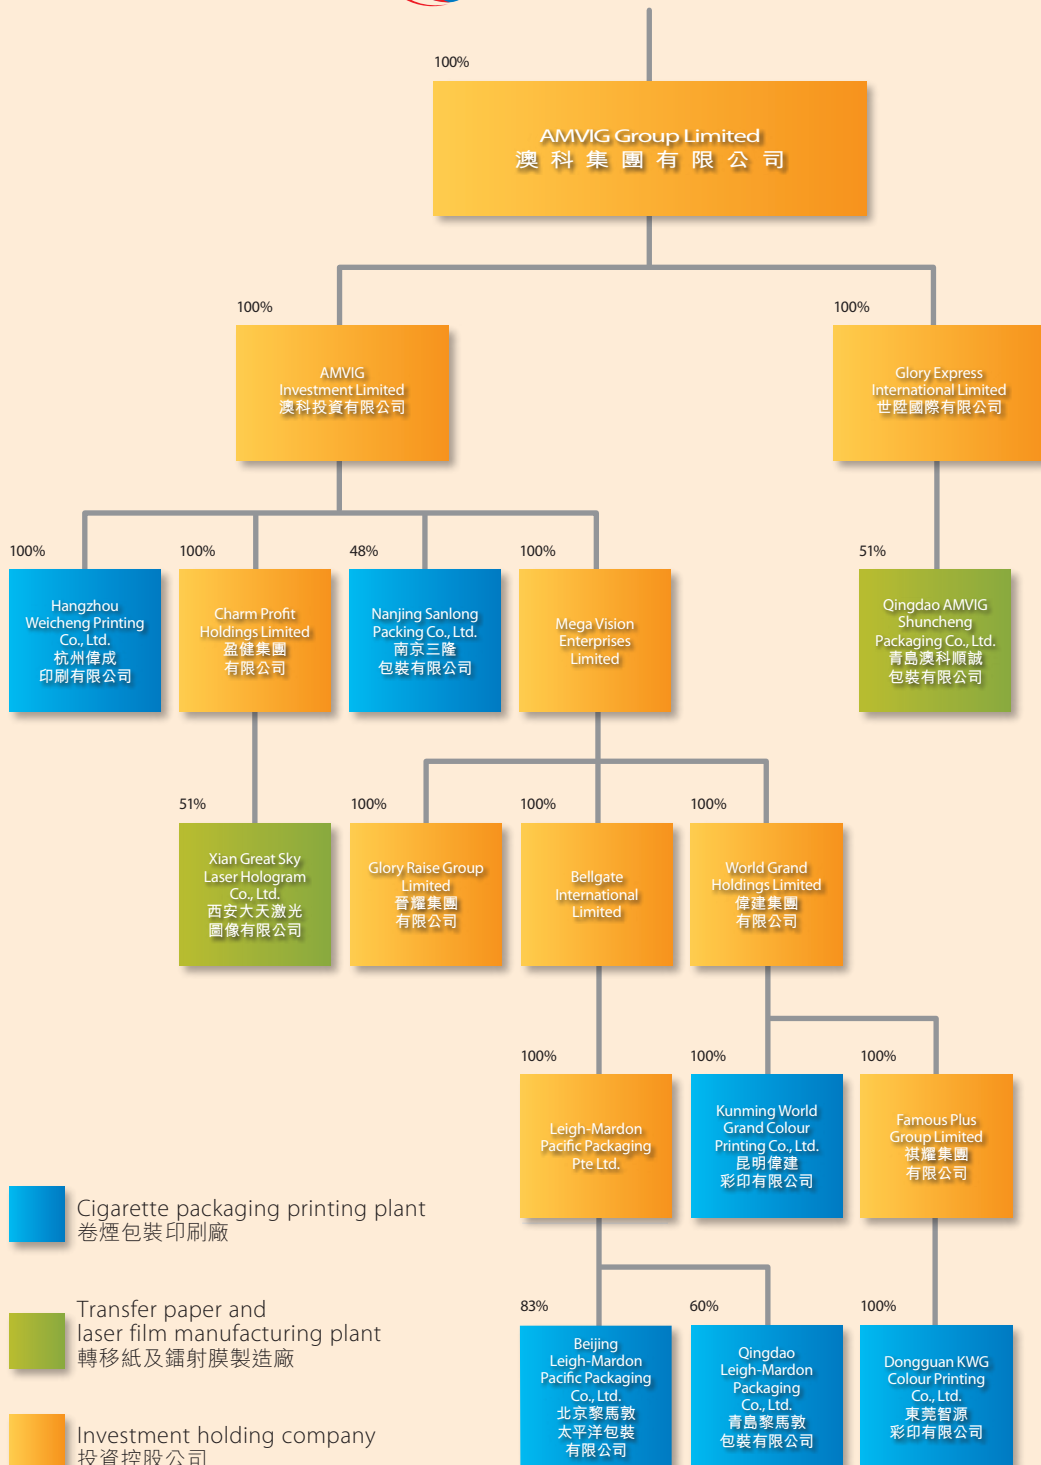 100%
AMVIG Group Limited
澳科集團有限公司
100%
100%
AMVIG
Investment Limited
澳科投資有限公司
Glory Express
International Limited
世陞國際有限公司
100%
100%
48%
100%
51%
Hangzhou
Weicheng Printing
Co., Ltd.
杭州偉成
印刷有限公司
Charm Profit
Holdings Limited
盈健集團
有限公司
Nanjing Sanlong
Packing Co., Ltd.
南京三隆
包裝有限公司
Mega Vision
Enterprises
Limited
Qingdao AMVIG
Shuncheng
Packaging Co., Ltd.
青島澳科順誠
包裝有限公司
51%
100%
100%
100%
Xian Great Sky
Laser Hologram
Co., Ltd.
西安大天激光
圖像有限公司
Glory Raise Group
Limited
晉耀集團
有限公司
Bellgate
International
Limited
World Grand
Holdings Limited
偉建集團
有限公司
100%
100%
100%
Leigh-Mardon
Pacific Packaging
Pte Ltd.
Kunming World
Grand Colour
Printing Co., Ltd.
昆明偉建
彩印有限公司
Famous Plus
Group Limited
祺耀集團
有限公司
83%
60%
100%
Beijing
Leigh-Mardon
Pacific Packaging
Co., Ltd.
北京黎馬敦
太平洋包裝
有限公司
Qingdao
Leigh-Mardon
Packaging
Co., Ltd.
青島黎馬敦
包裝有限公司
Dongguan KWG
Colour Printing
Co., Ltd.
東莞智源
彩印有限公司
Cigarette packaging printing plant
卷煙包裝印刷廠
Transfer paper and
laser film manufacturing plant
轉移紙及鐳射膜製造廠
Investment holding company
投資控股公司